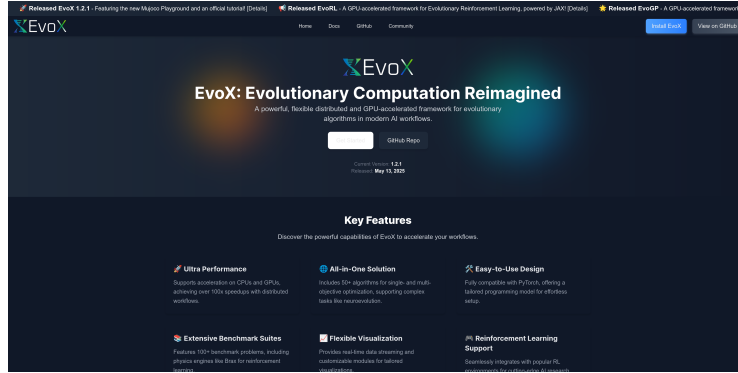 🚀 Released EvoX 1.2.1 - Featuring the new Mujoco Playground and an official tutorial! [Details] 📢 Released EvoRL - A GPU-accelerated framework for Evolutionary Reinforcement Learning, powered by JAX! [Details] 🌟 Released EvoGP - A GPU-accelerated framework
EvoX Home Docs GitHub Community Install EvoX View on GitHub
EvoX
EvoX: Evolutionary Computation Reimagined
A powerful, flexible distributed and GPU-accelerated framework for evolutionary
algorithms in modern AI workflows.
GitHub Repo
Current Version: 1.2.1
Released: May 13, 2025
Key Features
Discover the powerful capabilities of EvoX to accelerate your workflows.
🚀 Ultra Performance
Supports acceleration on CPUs and GPUs,
achieving over 100x speedups with distributed
workflows.
🌐 All-in-One Solution
Includes 50+ algorithms for single- and multi-
objective optimization, supporting complex
tasks like neuroevolution.
🛠️ Easy-to-Use Design
Fully compatible with PyTorch, offering a
tailored programming model for effortless
setup.
📚 Extensive Benchmark Suites
Features 100+ benchmark problems, including
physics engines like Brax for reinforcement
learning.
📈 Flexible Visualization
Provides real-time data streaming and
customizable modules for tailored
visualizations.
🎮 Reinforcement Learning
Support
Seamlessly integrates with popular RL
environments for cutting-edge AI research